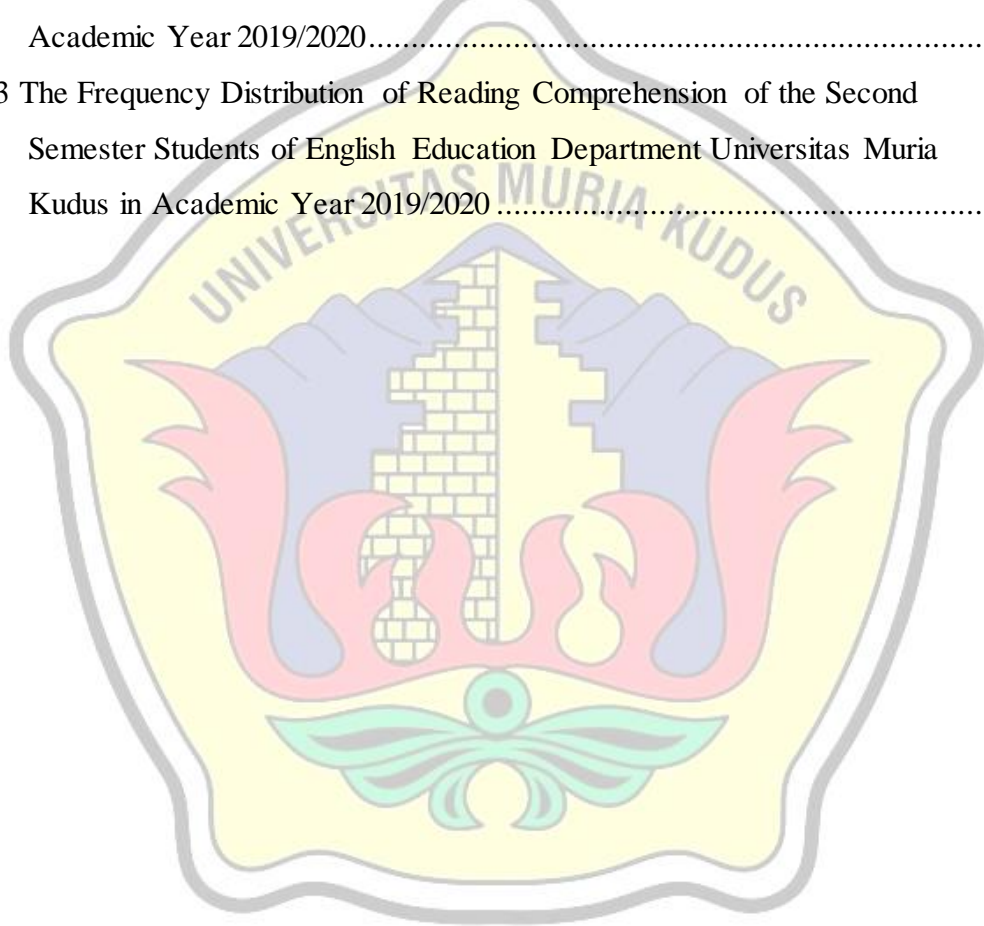 Academic Year 2019/2020........................................................................
3 The Frequency Distribution of Reading Comprehension of the Second
Semester Students of English Education Department Universitas Muria
Kudus in Academic Year 2019/2020.........................................................
UNIVERSITAS MURIA KUDUS